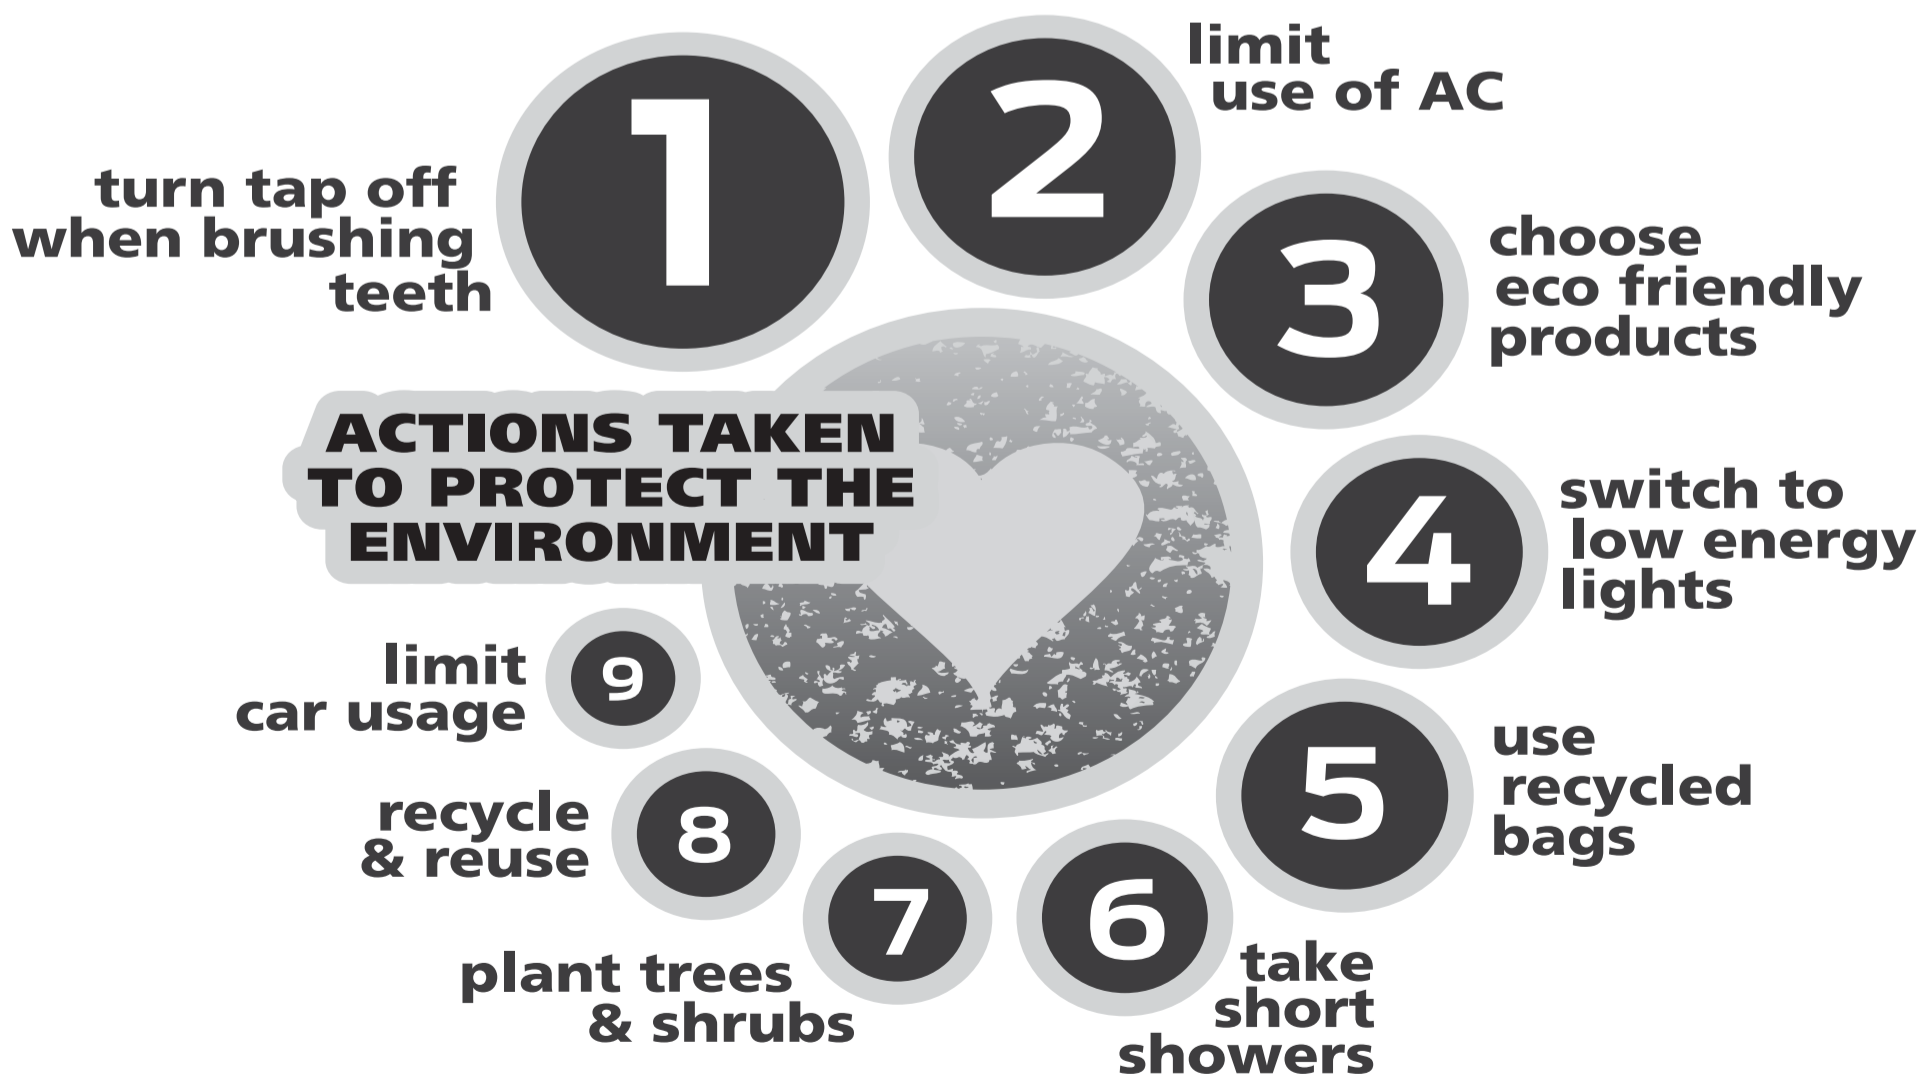 ACTIONS TAKEN
TO PROTECT THE
ENVIRONMENT
1
turn tap off
when brushing
teeth
2
limit
use of AC
3
choose
eco friendly
products
4
switch to
low energy
lights
5
use
recycled
bags
6
take
short
showers
7
plant trees
& shrubs
8
recycle
& reuse
9
limit
car usage